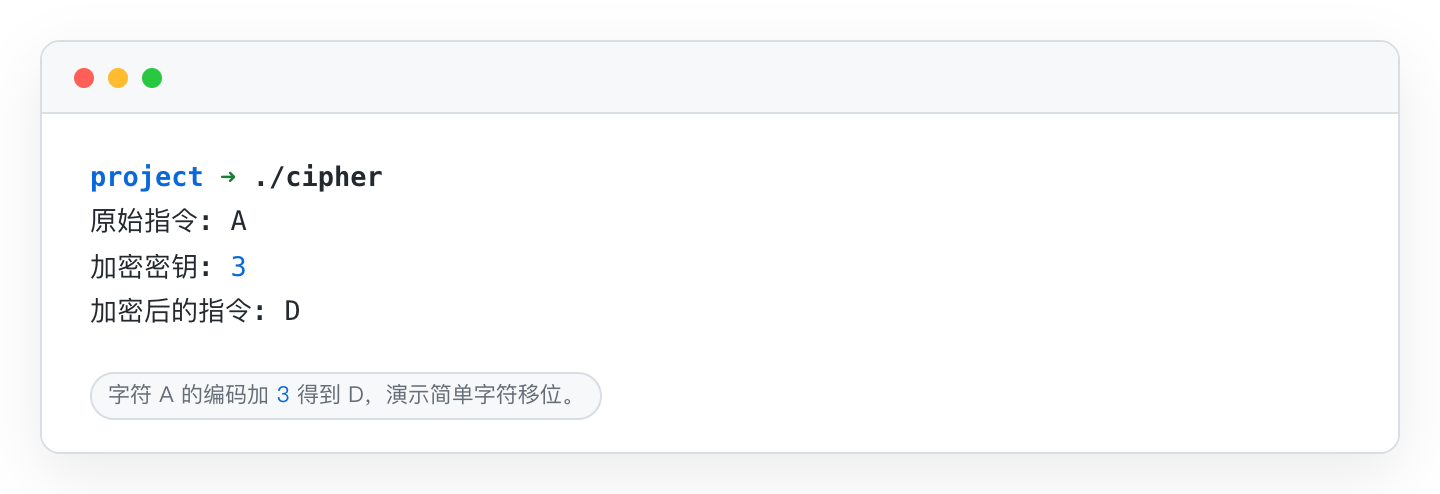 project → ./cipher
原始指令: A
加密密钥: 3
加密后的指令: D
字符 A 的编码加 3 得到 D，演示简单字符移位。